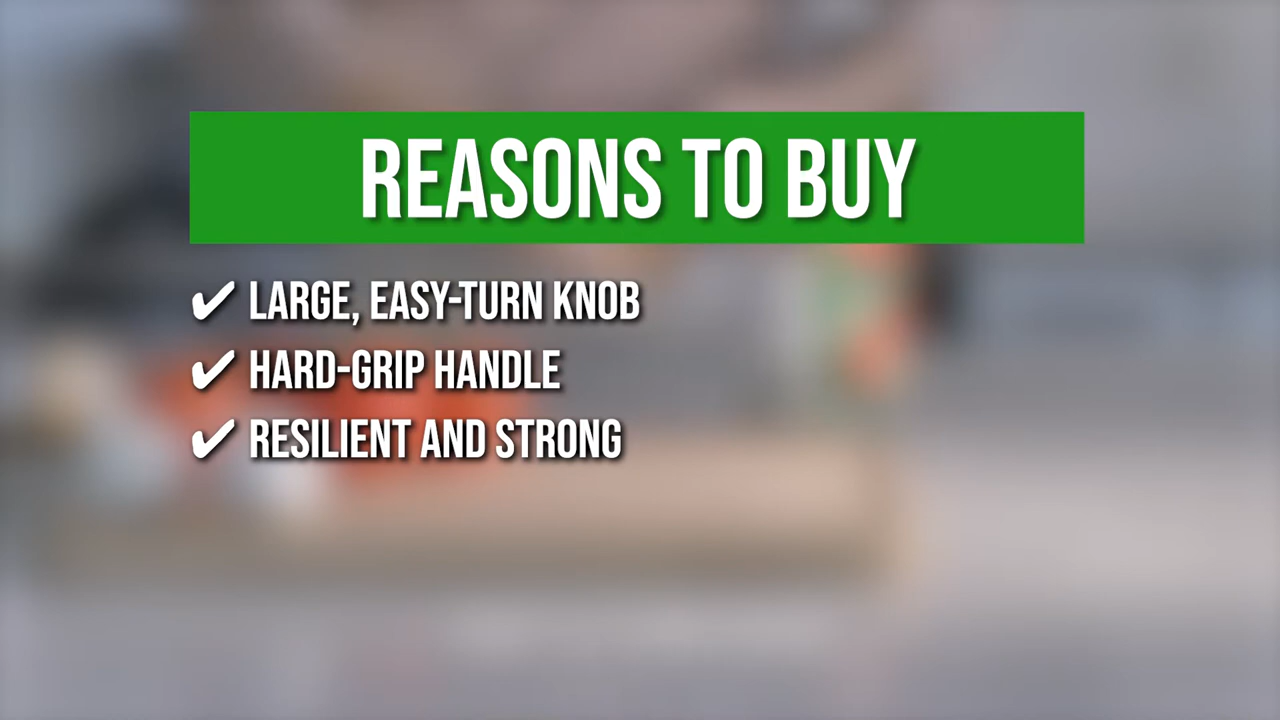 REASONS TO BUY
✔ LARGE, EASY-TURN KNOB
✔ HARD-GRIP HANDLE
✔ RESILIENT AND STRONG